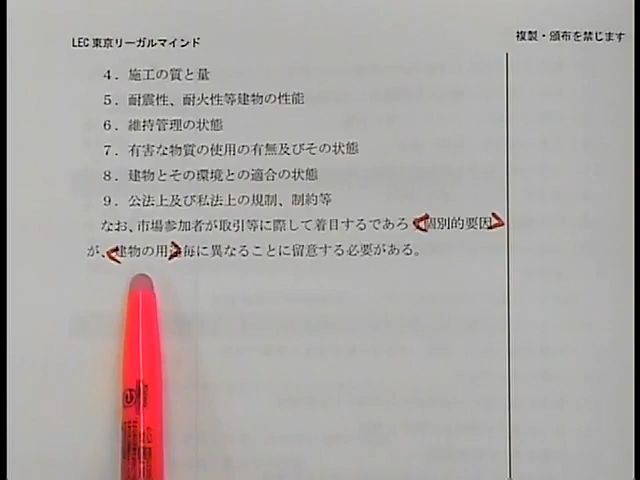 LEC東京リーガルマインド
複製・頒布を禁じます
4．施工の質と量
5．耐震性、耐火性等建物の性能
6．維持管理の状態
7．有害な物質の使用の有無及びその状態
8．建物とその環境との適合の状態
9．公法上及び私法上の規制、制約等
なお、市場参加者が取引等に際して着目するであろう個別的要因
が、建物の用途毎に異なることに留意する必要がある。